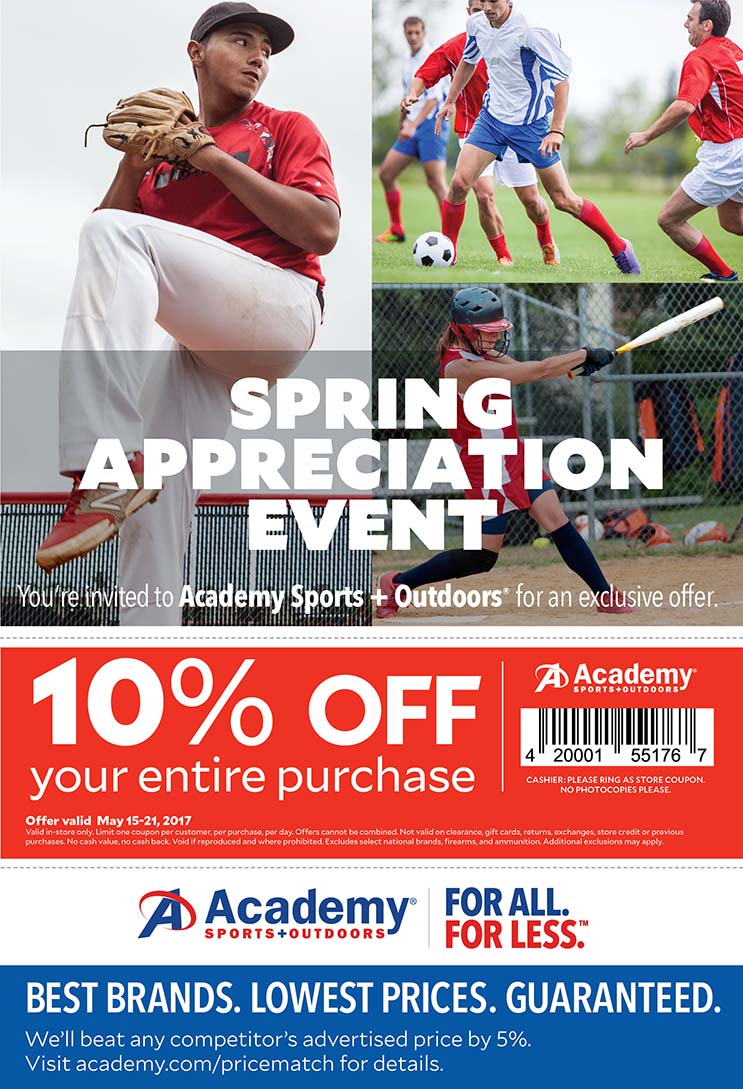 SPRING
APPRECIATION
EVENT
You're invited to Academy Sports + Outdoors® for an exclusive offer.
10% OFF
your entire purchase
Offer valid May 15-21, 2017
Valid in-store only. Limit one coupon per customer, per purchase, per day. Offers cannot be combined. Not valid on clearance, gift cards, returns, exchanges, store credit or previous
purchases. No cash value, no cash back. Void if reproduced and where prohibited. Excludes select national brands, firearms, and ammunition. Additional exclusions may apply.
Academy®
SPORTS+OUTDOORS
4 20001 55176 7
CASHIER: PLEASE RING AS STORE COUPON.
NO PHOTOCOPIES PLEASE.
Academy®
SPORTS+OUTDOORS
FOR ALL.
FOR LESS.™
BEST BRANDS. LOWEST PRICES. GUARANTEED.
We'll beat any competitor's advertised price by 5%.
Visit academy.com/pricematch for details.